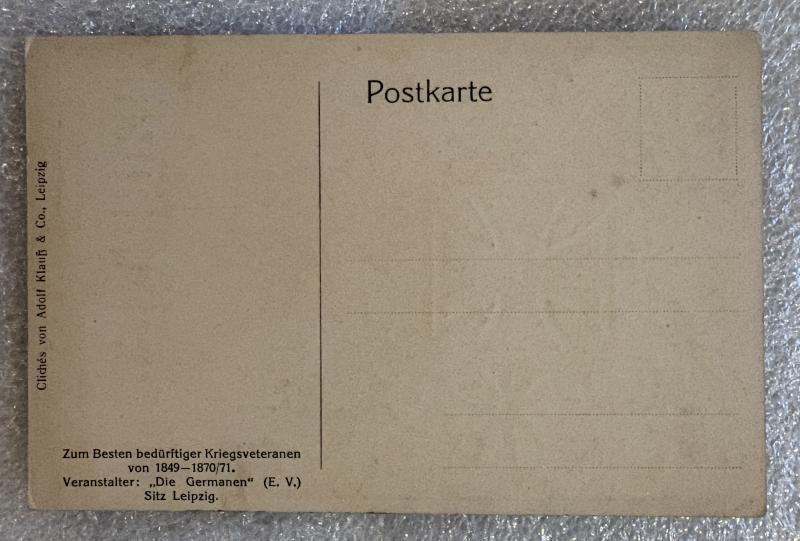 Postkarte
Clichés von Adolf Klauß & Co., Leipzig
Zum Besten bedürftiger Kriegsveteranen
von 1849—1870/71.
Veranstalter: „Die Germanen“ (E. V.)
Sitz Leipzig.